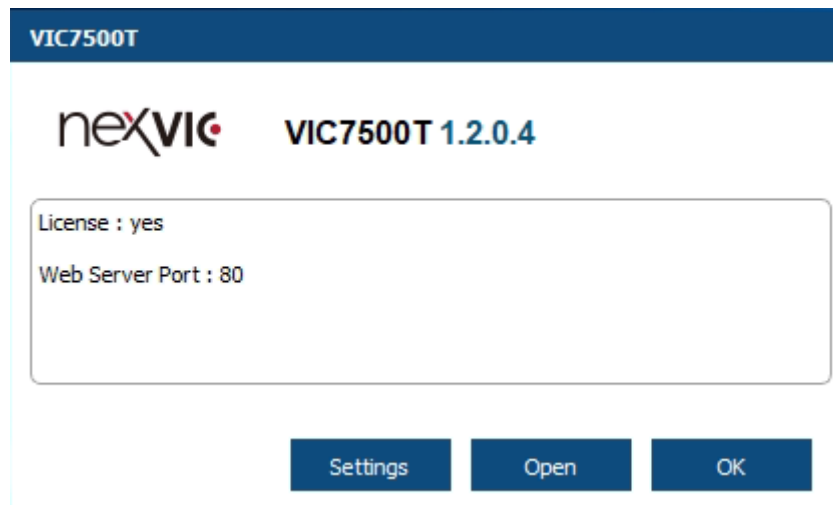 VIC7500T
nexvic VIC7500T 1.2.0.4
License : yes
Web Server Port : 80
Settings Open OK